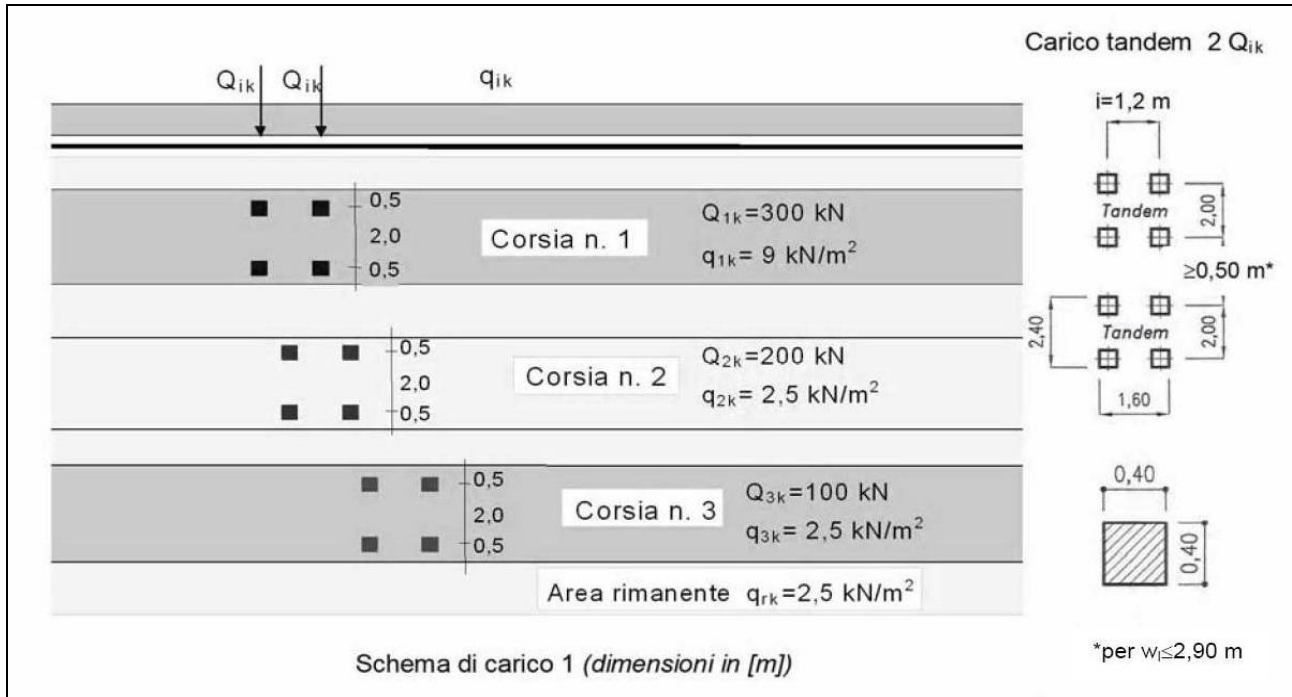 Carico tandem 2 Qik
Qik Qik qik
i=1,2 m
0,5
2,0
0,5
Corsia n. 1
Q1k=300 kN
q1k= 9 kN/m²
Tandem
2,00
≥0,50 m*
0,5
2,0
0,5
Corsia n. 2
Q2k=200 kN
q2k= 2,5 kN/m²
2,40
Tandem
2,00
1,60
0,5
2,0
0,5
Corsia n. 3
Q3k=100 kN
q3k= 2,5 kN/m²
0,40
0,40
Area rimanente qrk=2,5 kN/m²
Schema di carico 1 (dimensioni in [m])
*per wl≤2,90 m